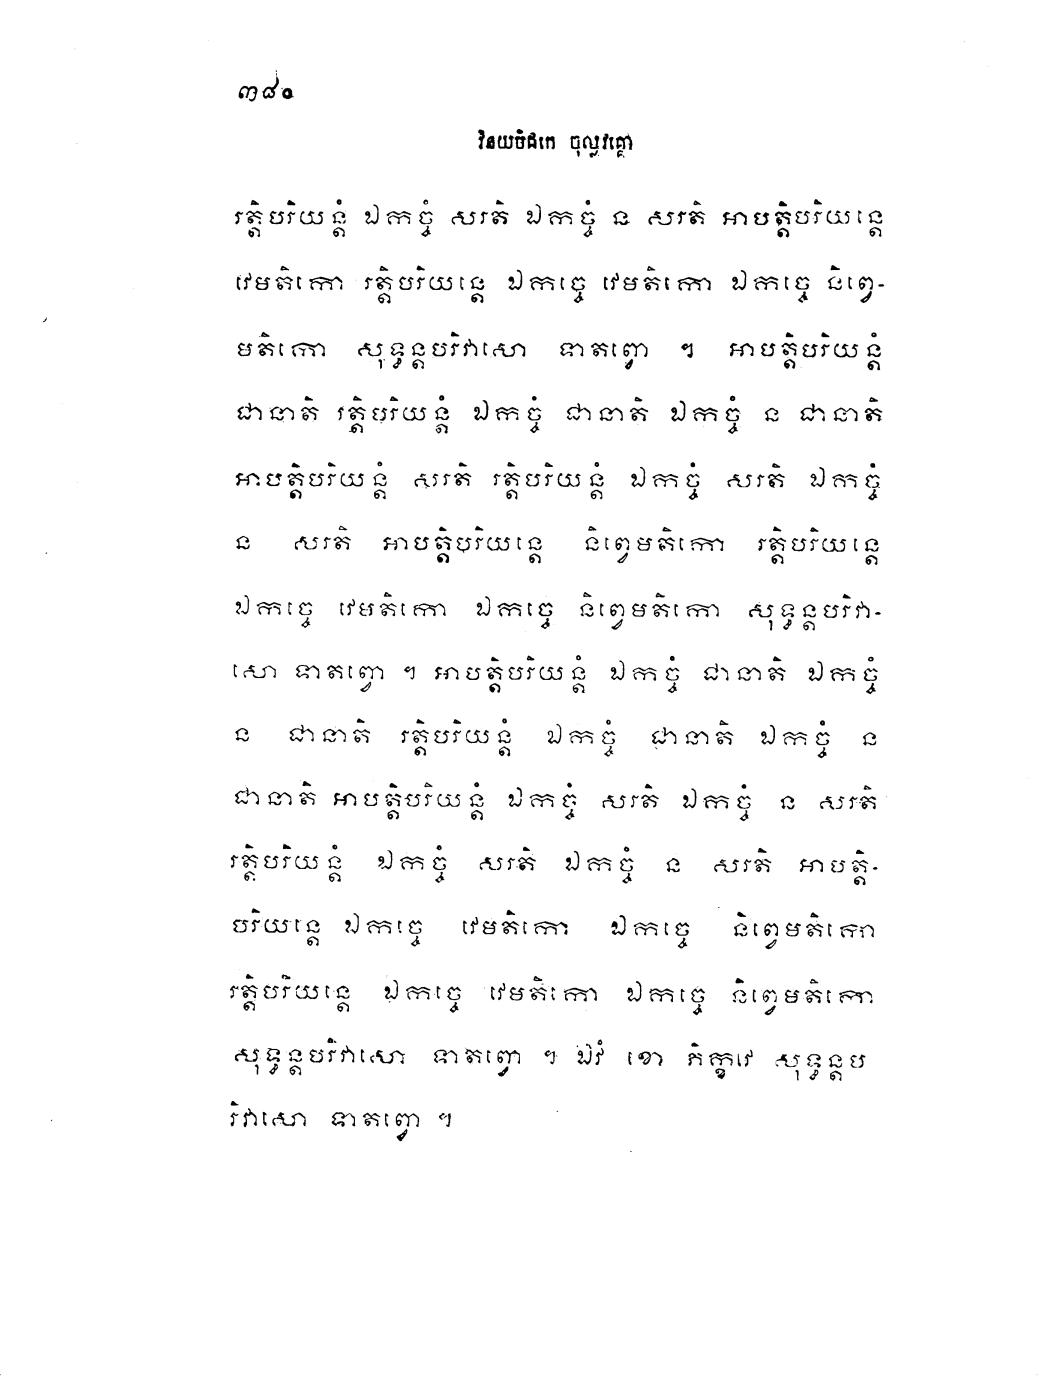 ៣៨០
វិនយបិដកេ ចុល្លវគ្គោ
រត្តិបរិយន្តំ ឯកច្ចំ សរតិ ឯកច្ចំ ន សរតិ អាបត្តិបរិយន្តេ
វេមតិកោ រត្តិបរិយន្តេ ឯកច្ចេ វេមតិកោ ឯកច្ចេ និព្វេ-
មតិកោ សុទ្ធន្តបរិវាសោ ទាតព្វោ ។ អាបត្តិបរិយន្តំ
ជានាតិ រត្តិបរិយន្តំ ឯកច្ចំ ជានាតិ ឯកច្ចំ ន ជានាតិ
អាបត្តិបរិយន្តំ សរតិ រត្តិបរិយន្តំ ឯកច្ចំ សរតិ ឯកច្ចំ
ន សរតិ អាបត្តិបរិយន្តេ និព្វេមតិកោ រត្តិបរិយន្តេ
ឯកច្ចេ វេមតិកោ ឯកច្ចេ និព្វេមតិកោ សុទ្ធន្តបរិវា-
សោ ទាតព្វោ ។ អាបត្តិបរិយន្តំ ឯកច្ចំ ជានាតិ ឯកច្ចំ
ន ជានាតិ រត្តិបរិយន្តំ ឯកច្ចំ ជានាតិ ឯកច្ចំ ន
ជានាតិ អាបត្តិបរិយន្តំ ឯកច្ចំ សរតិ ឯកច្ចំ ន សរតិ
រត្តិបរិយន្តំ ឯកច្ចំ សរតិ ឯកច្ចំ ន សរតិ អាបត្តិ-
បរិយន្តេ ឯកច្ចេ វេមតិកោ ឯកច្ចេ និព្វេមតិកោ
រត្តិបរិយន្តេ ឯកច្ចេ វេមតិកោ ឯកច្ចេ និព្វេមតិកោ
សុទ្ធន្តបរិវាសោ ទាតព្វោ ។ ឯវំ ខោ ភិក្ខវេ សុទ្ធន្តប
រិវាសោ ទាតព្វោ ។